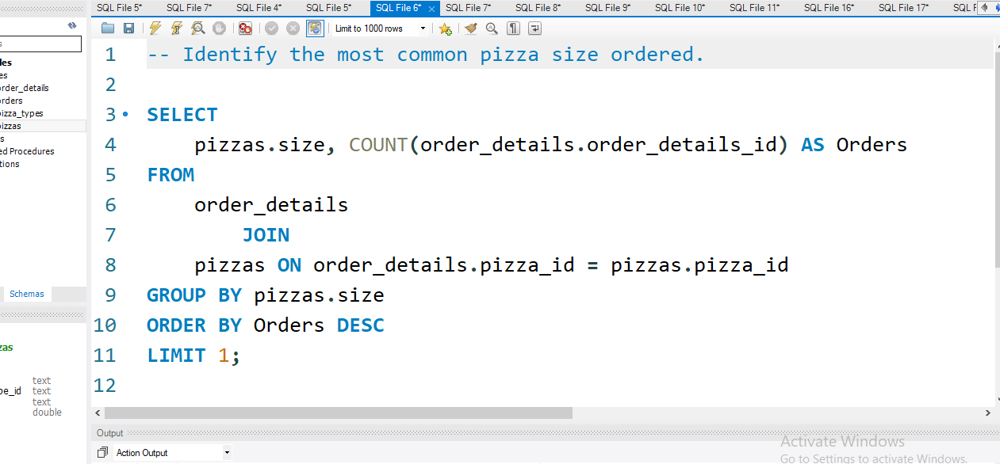 SQL File 5* SQL File 7* SQL File 4* SQL File 5* SQL File 6* SQL File 7* SQL File 8* SQL File 9* SQL File 10* SQL File 11* SQL File 16* SQL File 17* SQL F
Limit to 1000 rows
s
les
es
order_details
orders
pizza_types
pizzas
s
ed Procedures
tions
Schemas
zas
text
pe_id text
text
double
1 -- Identify the most common pizza size ordered.
2
3 SELECT
4 pizzas.size, COUNT(order_details.order_details_id) AS Orders
5 FROM
6 order_details
7 JOIN
8 pizzas ON order_details.pizza_id = pizzas.pizza_id
9 GROUP BY pizzas.size
10 ORDER BY Orders DESC
11 LIMIT 1;
12
Output
Action Output
Activate Windows
Go to Settings to activate Windows.